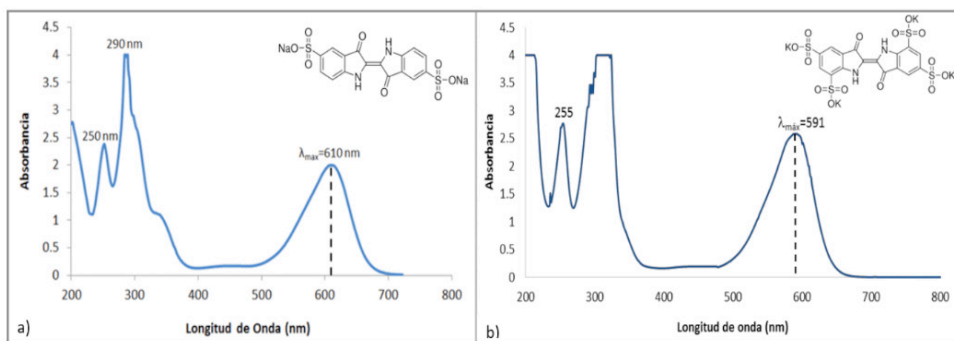 290 nm
250 nm
λmax=610 nm
Absorbancia
4
3.5
3
2.5
2
1.5
1
0.5
0
200 300 400 500 600 700 800
Longitud de Onda (nm)
a)
NaO
O
S
O
O
H
N
N
H
O
O
S
ONa
O
255
λmáx=591
Absorbancia
4.5
4
3.5
3
2.5
2
1.5
1
0.5
0
200 300 400 500 600 700 800
Longitud de onda (nm)
b)
OK
O=S=O
KO
O
S
O
O
HN
N
H
O
O=S=O
OK
O
S
OK
O